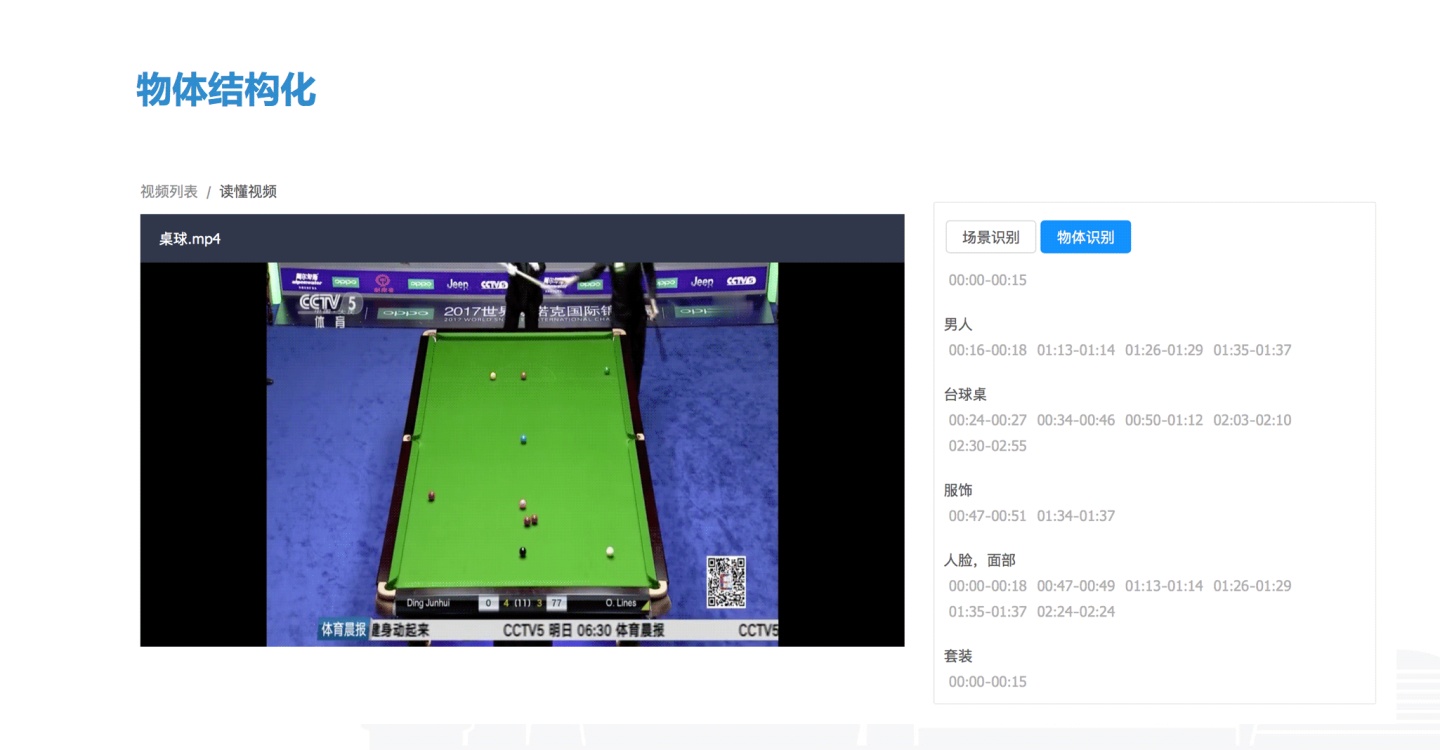 物体结构化
视频列表 / 读懂视频
桌球.mp4
oppo oppo Jeep CCTV5 oppo oppo Jeep CCTV5
CCTV 5
体 育
oppo
2017世
诺克国际锦
Ding Junhui 0 4 (11) 3 77 O. Lines
体育晨报 健身动起来 CCTV5 明日 06:30 体育晨报 CCTV5
场景识别 物体识别
00:00-00:15
男人
00:16-00:18 01:13-01:14 01:26-01:29 01:35-01:37
台球桌
00:24-00:27 00:34-00:46 00:50-01:12 02:03-02:10
02:30-02:55
服饰
00:47-00:51 01:34-01:37
人脸，面部
00:00-00:18 00:47-00:49 01:13-01:14 01:26-01:29
01:35-01:37 02:24-02:24
套装
00:00-00:15